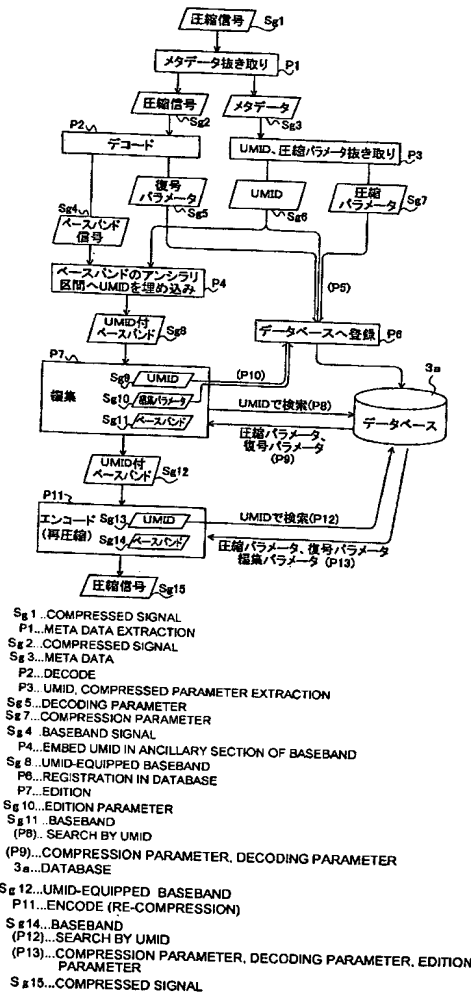 圧縮信号 Sg1
メタデータ抜き取り P1
圧縮信号 Sg2
メタデータ Sg3
P2 デコード
UMID、圧縮パラメータ抜き取り P3
Sg4 ベースバンド
信号
復号
パラメータ Sg5
UMID Sg6
圧縮
パラメータ Sg7
ベースバンドのアンシラリ
区間へUMIDを埋め込み P4
(P5)
UMID付
ベースバンド Sg8
データベースへ登録 P6
P7
編集
Sg9 UMID
(P10)
Sg10 編集パラメータ
Sg11 ベースバンド
UMIDで検索(P8)
圧縮パラメータ、
復号パラメータ
(P9)
3a
データベース
UMID付
ベースバンド Sg12
P11
エンコード
(再圧縮)
Sg13 UMID
Sg14 ベースバンド
UMIDで検索(P12)
圧縮パラメータ、復号パラメータ
編集パラメータ (P13)
圧縮信号 Sg15
Sg1..COMPRESSED SIGNAL
P1...META DATA EXTRACTION
Sg2...COMPRESSED SIGNAL
Sg3...META DATA
P2...DECODE
P3...UMID, COMPRESSED PARAMETER EXTRACTION
Sg5...DECODING PARAMETER
Sg7...COMPRESSION PARAMETER
Sg4 .BASEBAND SIGNAL
P4...EMBED UMID IN ANCILLARY SECTION OF BASEBAND
Sg8...UMID-EQUIPPED BASEBAND
P6...REGISTRATION IN DATABASE
P7...EDITION
Sg10...EDITION PARAMETER
Sg11 ..BASEBAND
(P8).. SEARCH BY UMID
(P9)...COMPRESSION PARAMETER, DECODING PARAMETER
3a...DATABASE
Sg12...UMID-EQUIPPED BASEBAND
P11...ENCODE (RE-COMPRESSION)
Sg14...BASEBAND
(P12)...SEARCH BY UMID
(P13)...COMPRESSION PARAMETER, DECODING PARAMETER, EDITION
PARAMETER
Sg15...COMPRESSED SIGNAL